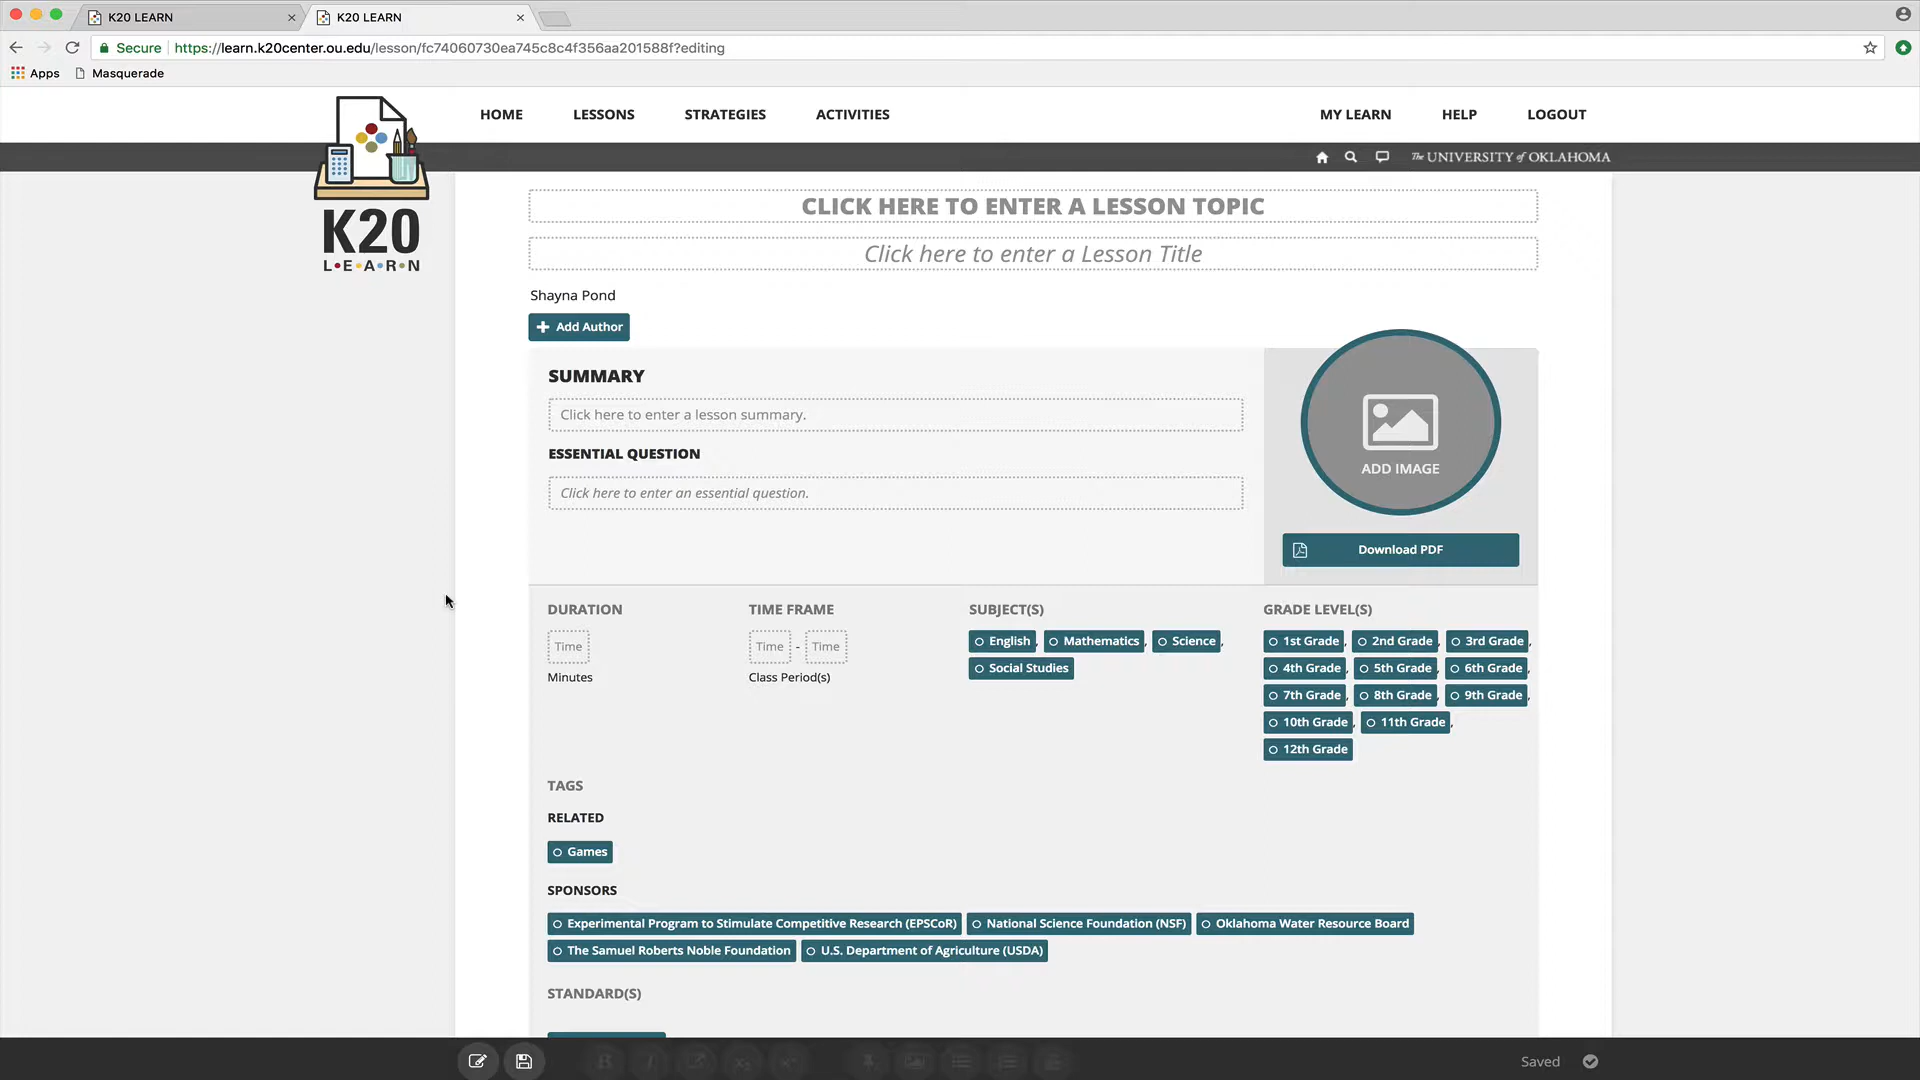 K20 LEARN
K20 LEARN
Secure https://learn.k20center.ou.edu/lesson/fc74060730ea745c8c4f356aa201588f?editing
Apps Masquerade
HOME LESSONS STRATEGIES ACTIVITIES MY LEARN HELP LOGOUT
The UNIVERSITY of OKLAHOMA
K20
L•E•A•R•N
CLICK HERE TO ENTER A LESSON TOPIC
Click here to enter a Lesson Title
Shayna Pond
Add Author
SUMMARY
Click here to enter a lesson summary.
ESSENTIAL QUESTION
Click here to enter an essential question.
ADD IMAGE
Download PDF
DURATION
Time
Minutes
TIME FRAME
Time - Time
Class Period(s)
SUBJECT(S)
English, Mathematics, Science,
Social Studies
GRADE LEVEL(S)
1st Grade, 2nd Grade, 3rd Grade,
4th Grade, 5th Grade, 6th Grade,
7th Grade, 8th Grade, 9th Grade,
10th Grade, 11th Grade,
12th Grade
TAGS
RELATED
Games
SPONSORS
Experimental Program to Stimulate Competitive Research (EPSCoR) National Science Foundation (NSF) Oklahoma Water Resource Board
The Samuel Roberts Noble Foundation U.S. Department of Agriculture (USDA)
STANDARD(S)
Saved